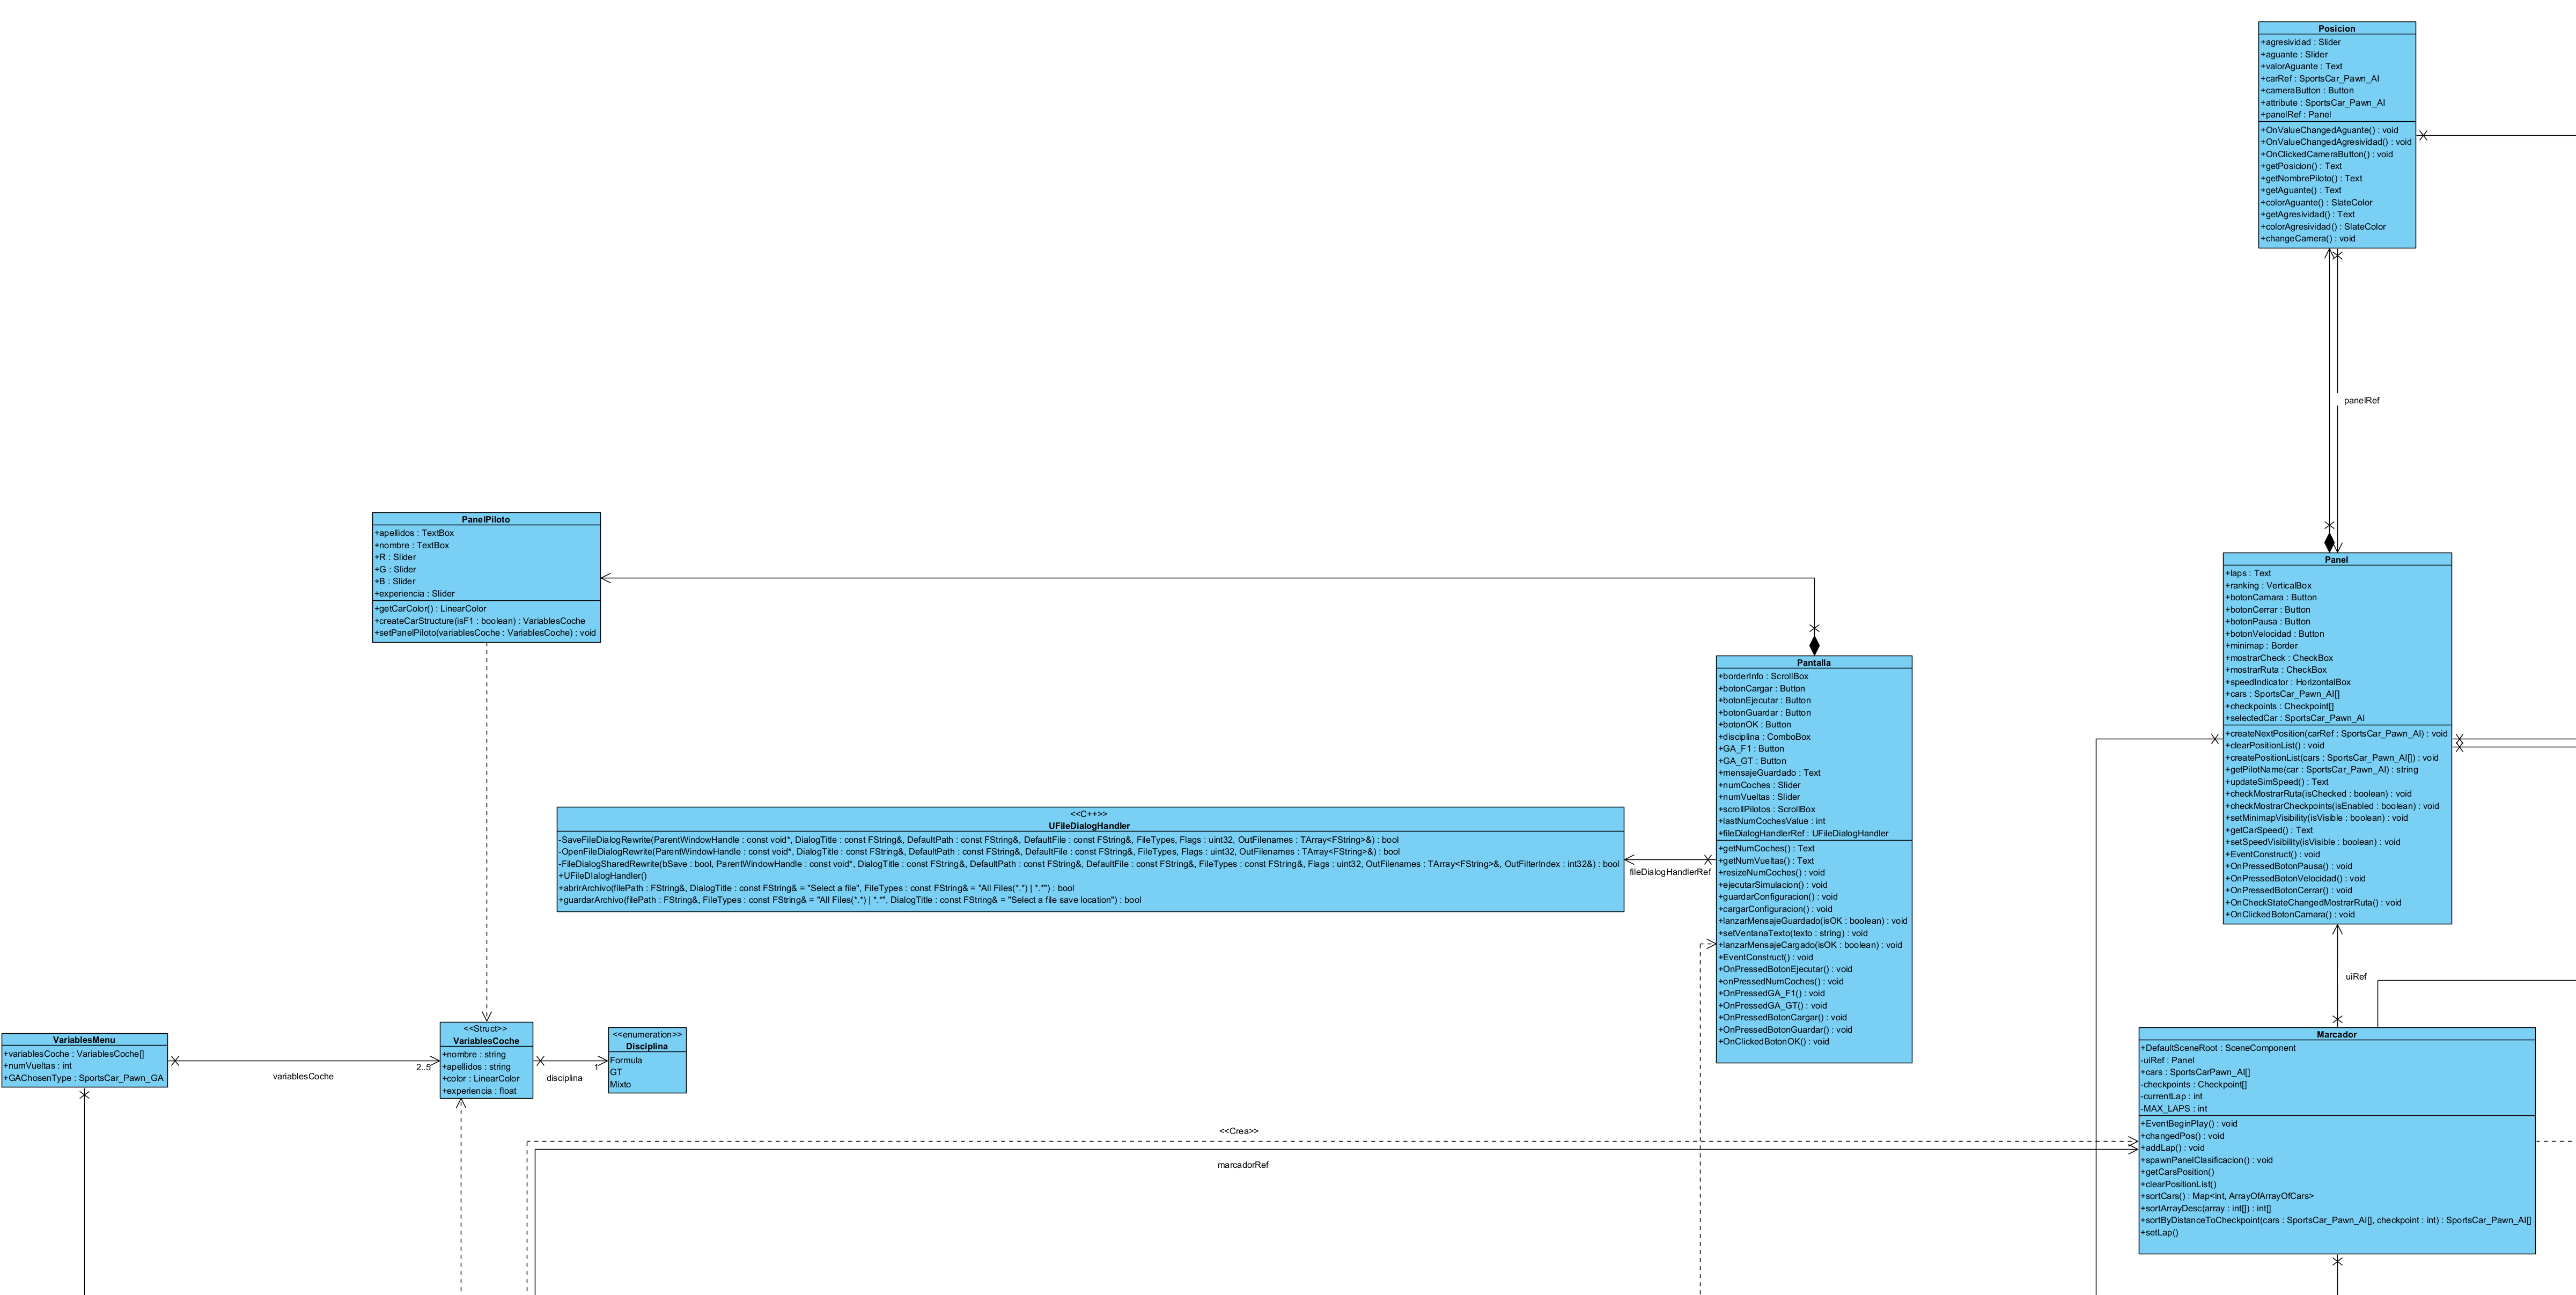 Posicion
+agresividad : Slider
+aguante : Slider
+valorAguante : Text
+carRef : SportsCar_Pawn_AI
+cameraButton : Button
+attribute : SportsCar_Pawn_AI
+panelRef : Panel
+OnValueChangedAguante() : void
+OnValueChangedAgresividad() : void
+OnClickedCameraButton() : void
+getPosicion() : Text
+getNombrePiloto() : Text
+getAguante() : Text
+colorAguante() : SlateColor
+getAgresividad() : Text
+colorAgresividad() : SlateColor
+changeCamera() : void
panelRef
PanelPiloto
+apellidos : TextBox
+nombre : TextBox
+R : Slider
+G : Slider
+B : Slider
+experiencia : Slider
+getCarColor() : LinearColor
+createCarStructure(isF1 : boolean) : VariablesCoche
+setPanelPiloto(variablesCoche : VariablesCoche) : void
Panel
+laps : Text
+ranking : VerticalBox
+botonCamara : Button
+botonCerrar : Button
+botonPausa : Button
+botonVelocidad : Button
+minimap : Border
+mostrarCheck : CheckBox
+mostrarRuta : CheckBox
+speedIndicator : HorizontalBox
+cars : SportsCar_Pawn_AI[]
+checkpoints : Checkpoint[]
+selectedCar : SportsCar_Pawn_AI
+createNextPosition(carRef : SportsCar_Pawn_AI) : void
+clearPositionList() : void
+createPositionList(cars : SportsCar_Pawn_AI[]) : void
+getPilotName(car : SportsCar_Pawn_AI) : string
+updateSimSpeed() : Text
+checkMostrarRuta(isChecked : boolean) : void
+checkMostrarCheckpoints(isEnabled : boolean) : void
+setMinimapVisibility(isVisible : boolean) : void
+getCarSpeed() : Text
+setSpeedVisibility(isVisible : boolean) : void
+EventConstruct() : void
+OnPressedBotonPausa() : void
+OnPressedBotonVelocidad() : void
+OnPressedBotonCerrar() : void
+OnCheckStateChangedMostrarRuta() : void
+OnClickedBotonCamara() : void
Pantalla
+borderInfo : ScrollBox
+botonCargar : Button
+botonEjecutar : Button
+botonGuardar : Button
+botonOK : Button
+disciplina : ComboBox
+GA_F1 : Button
+GA_GT : Button
+mensajeGuardado : Text
+numCoches : Slider
+numVueltas : Slider
+scrollPilotos : ScrollBox
+lastNumCochesValue : int
+fileDialogHandlerRef : UFileDialogHandler
+getNumCoches() : Text
+getNumVueltas() : Text
+resizeNumCoches() : void
+ejecutarSimulacion() : void
+guardarConfiguracion() : void
+cargarConfiguracion() : void
+lanzarMensajeGuardado(isOK : boolean) : void
+setVentanaTexto(texto : string) : void
+lanzarMensajeCargado(isOK : boolean) : void
+EventConstruct() : void
+OnPressedBotonEjecutar() : void
+onPressedNumCoches() : void
+OnPressedGA_F1() : void
+OnPressedGA_GT() : void
+OnPressedBotonCargar() : void
+OnPressedBotonGuardar() : void
+OnClickedBotonOK() : void
<<C++>>
UFileDialogHandler
-SaveFileDialogRewrite(ParentWindowHandle : const void*, DialogTitle : const FString&, DefaultPath : const FString&, DefaultFile : const FString&, FileTypes, Flags : uint32, OutFilenames : TArray<FString>&) : bool
-OpenFileDialogRewrite(ParentWindowHandle : const void*, DialogTitle : const FString&, DefaultPath : const FString&, DefaultFile : const FString&, FileTypes, Flags : uint32, OutFilenames : TArray<FString>&) : bool
-FileDialogSharedRewrite(bSave : bool, ParentWindowHandle : const void*, DialogTitle : const FString&, DefaultPath : const FString&, DefaultFile : const FString&, FileTypes : const FString&, Flags : uint32, OutFilenames : TArray<FString>&, OutFilterIndex : int32&) : bool
+UFileDIalogHandler()
+abrirArchivo(filePath : FString&, DialogTitle : const FString& = "Select a file", FileTypes : const FString& = "All Files(*.*) | *.*") : bool
+guardarArchivo(filePath : FString&, FileTypes : const FString& = "All Files(*.*) | *.*", DialogTitle : const FString& = "Select a file save location") : bool
fileDialogHandlerRef
uiRef
VariablesMenu
+variablesCoche : VariablesCoche[]
+numVueltas : int
+GAChosenType : SportsCar_Pawn_GA
variablesCoche
2..5
<<Struct>>
VariablesCoche
+nombre : string
+apellidos : string
+color : LinearColor
+experiencia : float
disciplina
1
<<enumeration>>
Disciplina
Formula
GT
Mixto
<<Crea>>
marcadorRef
Marcador
+DefaultSceneRoot : SceneComponent
-uiRef : Panel
+cars : SportsCarPawn_AI[]
-checkpoints : Checkpoint[]
-currentLap : int
-MAX_LAPS : int
+EventBeginPlay() : void
+changedPos() : void
+addLap() : void
+spawnPanelClasificacion() : void
+getCarsPosition()
+clearPositionList()
+sortCars() : Map<int, ArrayOfArrayOfCars>
+sortArrayDesc(array : int[]) : int[]
+sortByDistanceToCheckpoint(cars : SportsCar_Pawn_AI[], checkpoint : int) : SportsCar_Pawn_AI[]
+setLap()